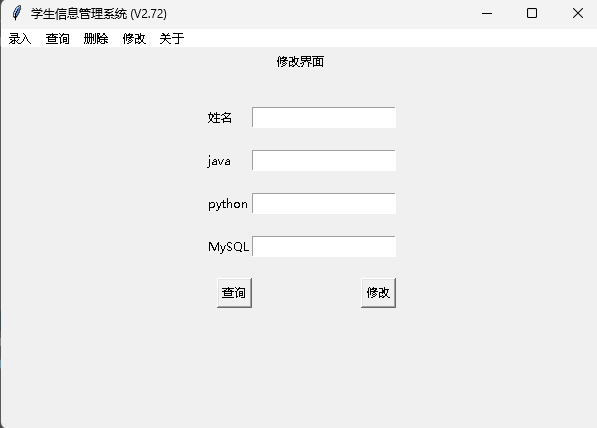 学生信息管理系统 (V2.72)
录入 查询 删除 修改 关于
修改界面
姓名
java
python
MySQL
查询 修改